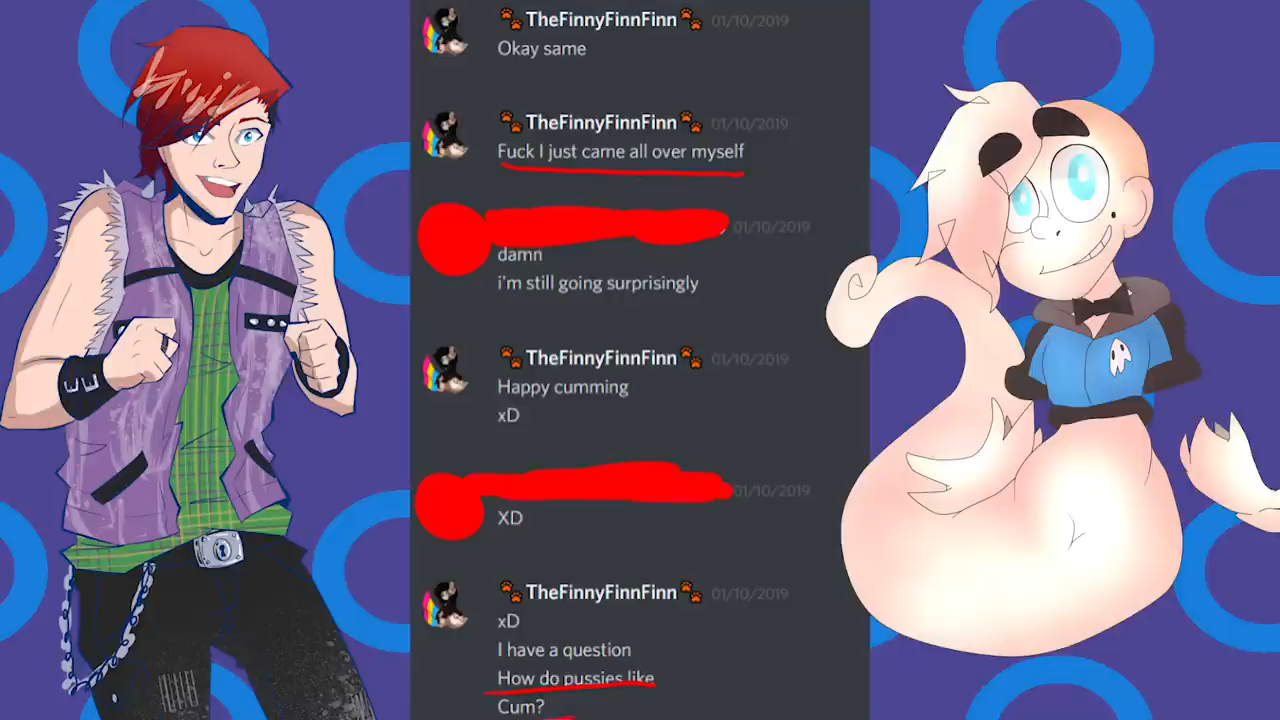 TheFinnyFinnFinn 01/10/2019
Okay same
TheFinnyFinnFinn 01/10/2019
Fuck I just came all over myself
01/10/2019
damn
i'm still going surprisingly
TheFinnyFinnFinn 01/10/2019
Happy cumming
xD
01/10/2019
XD
TheFinnyFinnFinn 01/10/2019
xD
I have a question
How do pussies like
Cum?